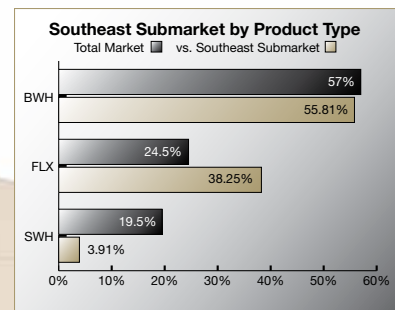 Southeast Submarket by Product Type
Total Market vs. Southeast Submarket
BWH
57%
55.81%
FLX
24.5%
38.25%
SWH
19.5%
3.91%
0% 10% 20% 30% 40% 50% 60%